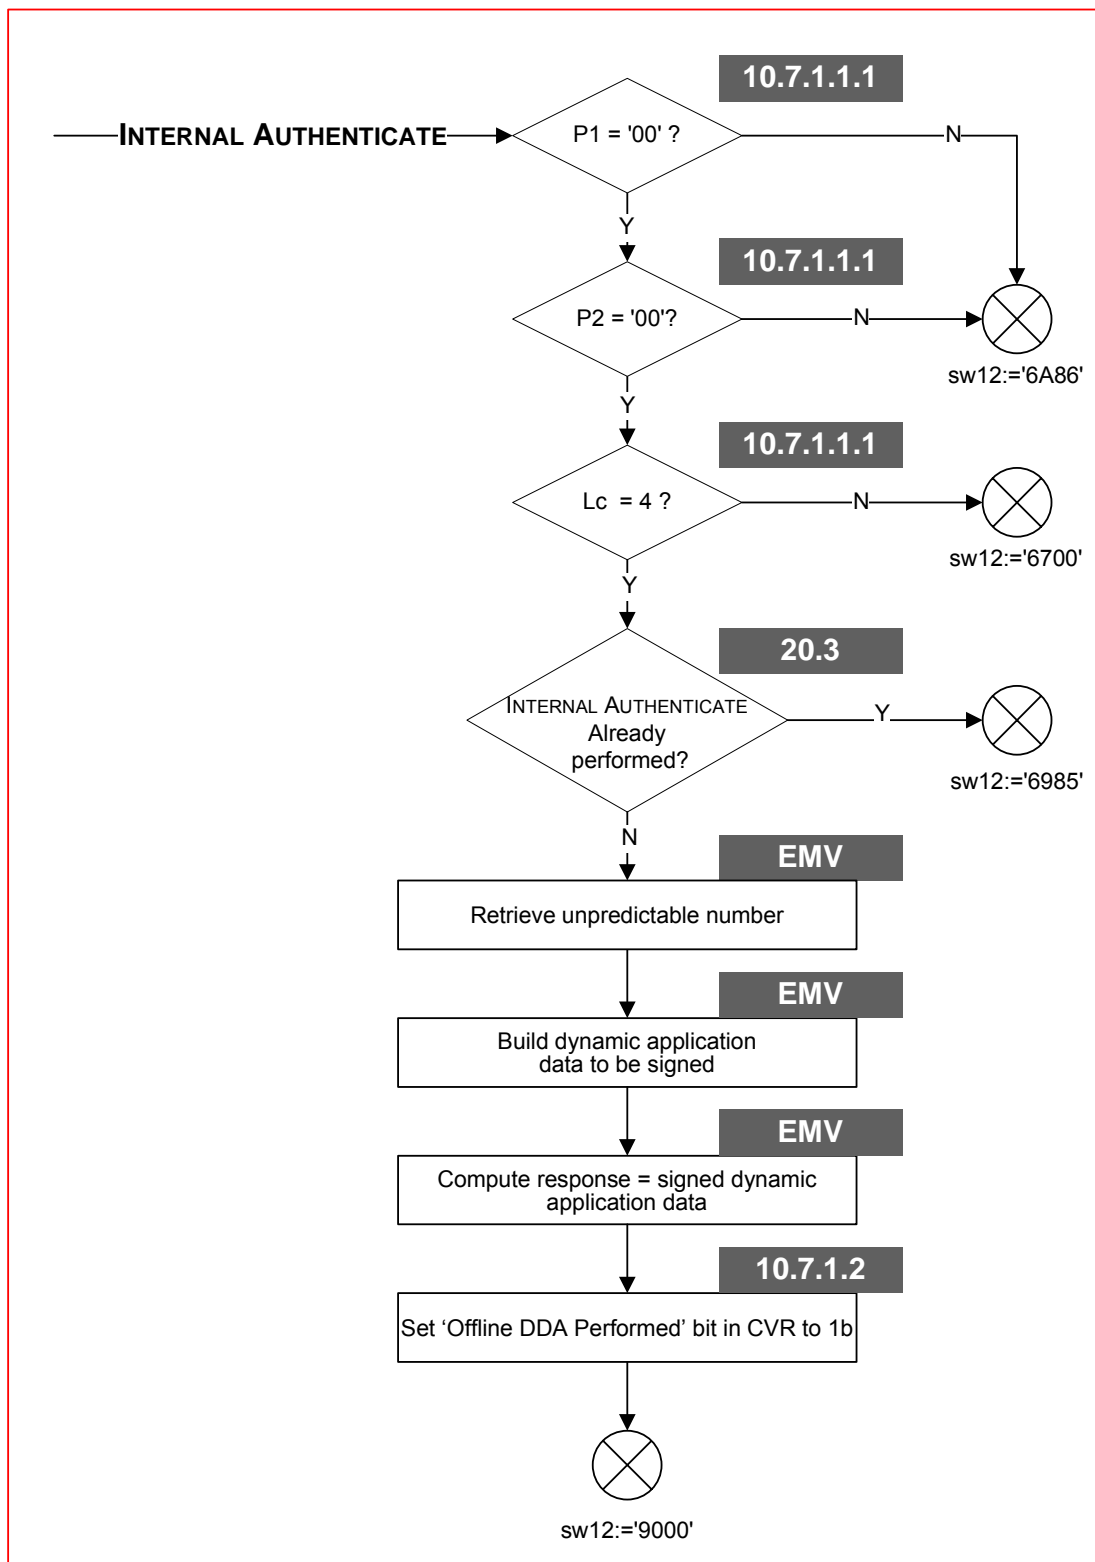 10.7.1.1.1
INTERNAL AUTHENTICATE
P1 = '00' ?
N
Y
10.7.1.1.1
P2 = '00'?
N
sw12:='6A86'
Y
10.7.1.1.1
Lc = 4 ?
N
sw12:='6700'
Y
20.3
INTERNAL AUTHENTICATE
Already
performed?
Y
sw12:='6985'
N
EMV
Retrieve unpredictable number
EMV
Build dynamic application
data to be signed
EMV
Compute response = signed dynamic
application data
10.7.1.2
Set ‘Offline DDA Performed’ bit in CVR to 1b
sw12:='9000'